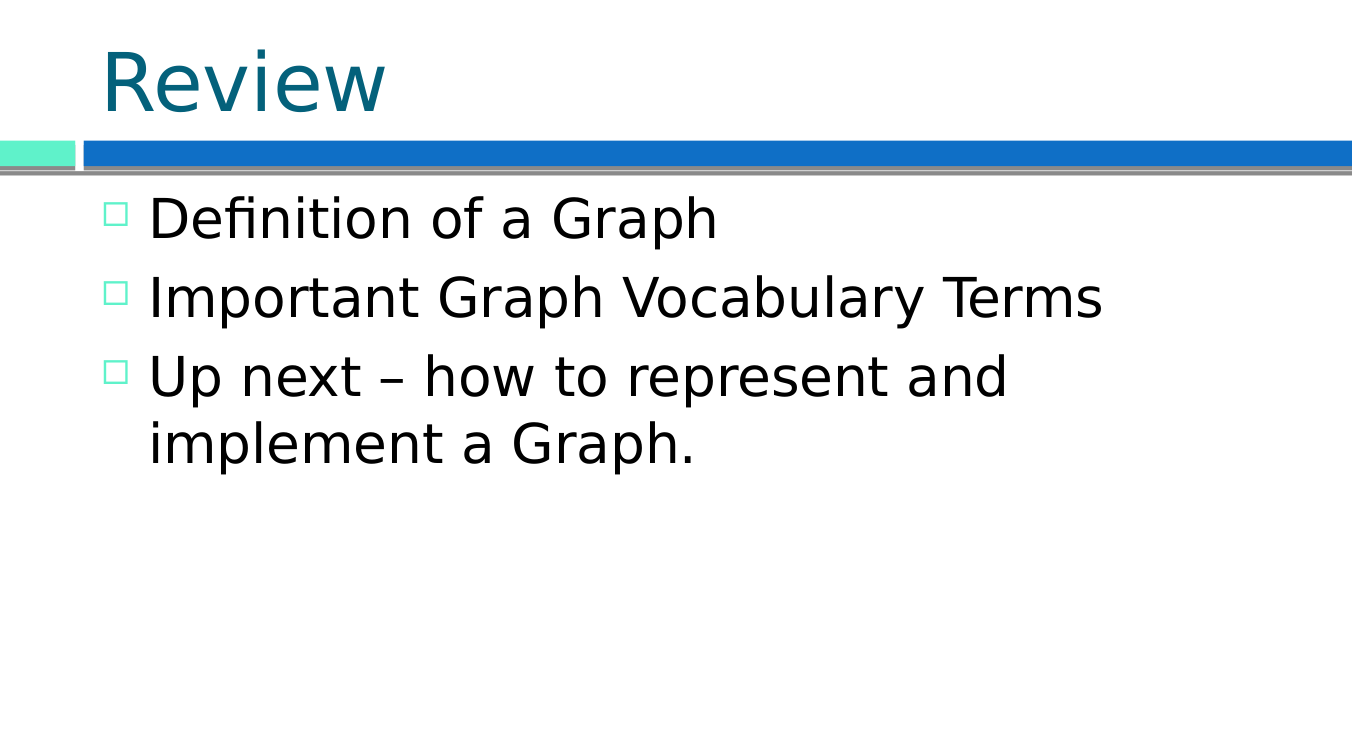 Review
Definition of a Graph
Important Graph Vocabulary Terms
Up next – how to represent and
implement a Graph.